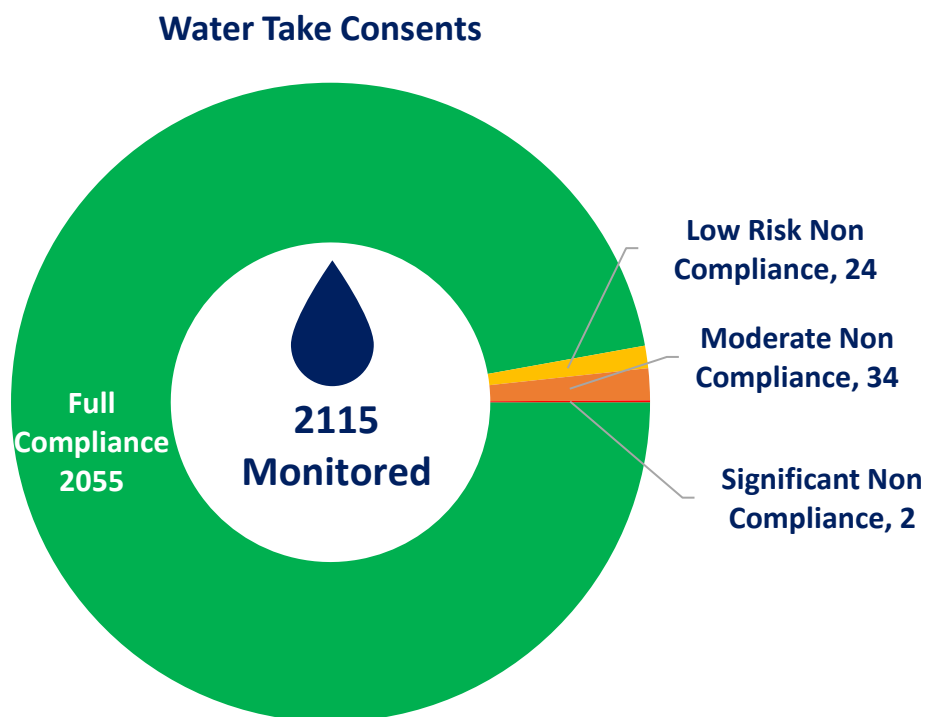 Water Take Consents
Low Risk Non
Compliance, 24
Moderate Non
Compliance, 34
Full
Compliance
2055
2115
Monitored
Significant Non
Compliance, 2